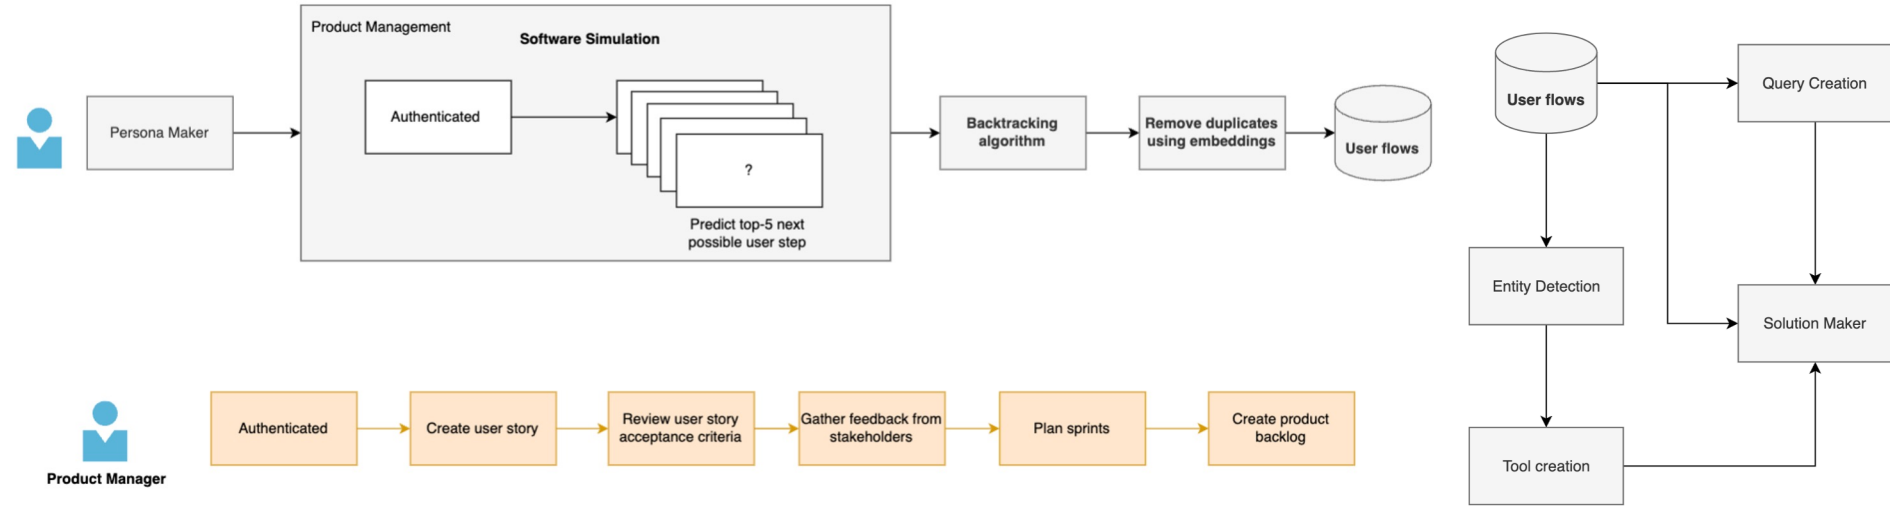 Product Management
Software Simulation
Persona Maker
Authenticated
?
Predict top-5 next
possible user step
Backtracking
algorithm
Remove duplicates
using embeddings
User flows
Authenticated
Create user story
Review user story
acceptance criteria
Gather feedback from
stakeholders
Plan sprints
Create product
backlog
Product Manager
User flows
Query Creation
Entity Detection
Solution Maker
Tool creation